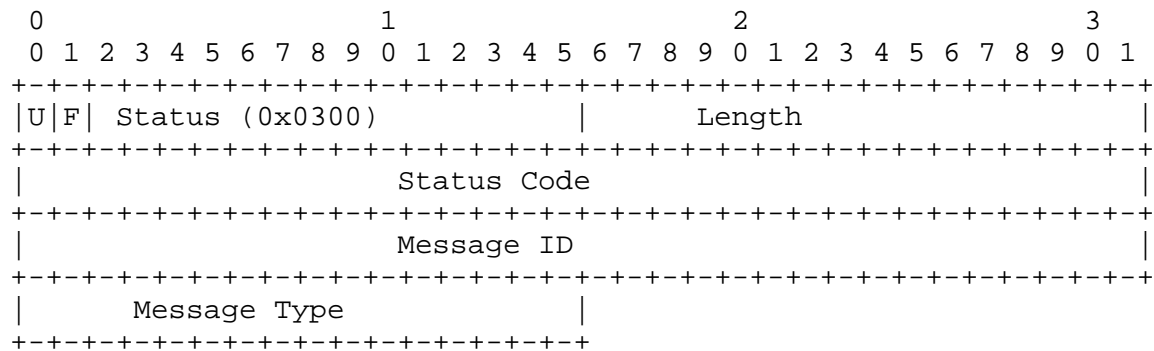 0                   1                   2                   3
 0 1 2 3 4 5 6 7 8 9 0 1 2 3 4 5 6 7 8 9 0 1 2 3 4 5 6 7 8 9 0 1
+-+-+-+-+-+-+-+-+-+-+-+-+-+-+-+-+-+-+-+-+-+-+-+-+-+-+-+-+-+-+-+-+
|U|F| Status (0x0300)           |      Length                   |
+-+-+-+-+-+-+-+-+-+-+-+-+-+-+-+-+-+-+-+-+-+-+-+-+-+-+-+-+-+-+-+-+
|                     Status Code                               |
+-+-+-+-+-+-+-+-+-+-+-+-+-+-+-+-+-+-+-+-+-+-+-+-+-+-+-+-+-+-+-+-+
|                     Message ID                                |
+-+-+-+-+-+-+-+-+-+-+-+-+-+-+-+-+-+-+-+-+-+-+-+-+-+-+-+-+-+-+-+-+
|      Message Type             |
+-+-+-+-+-+-+-+-+-+-+-+-+-+-+-+-+